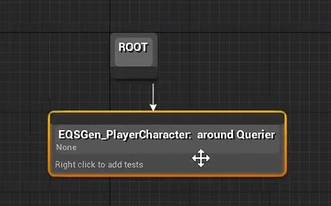 ROOT
EQSGen_PlayerCharacter: around Querier
None
Right click to add tests